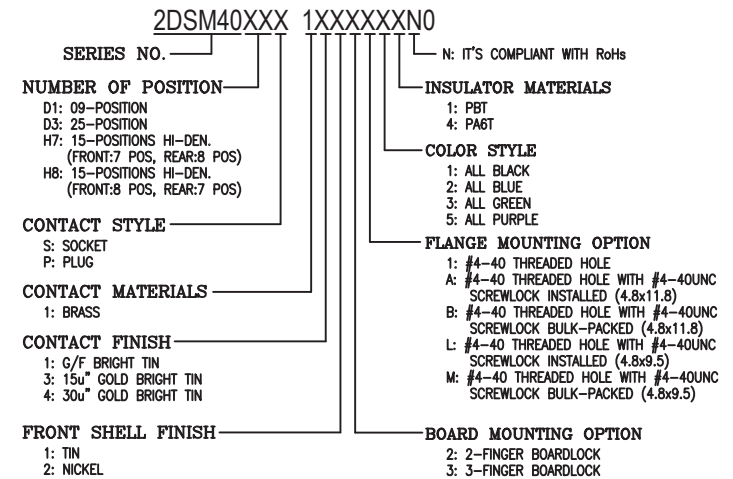 2DSM40XXX 1XXXXXXN0
SERIES NO.
NUMBER OF POSITION
D1: 09-POSITION
D3: 25-POSITION
H7: 15-POSITIONS HI-DEN.
(FRONT:7 POS, REAR:8 POS)
H8: 15-POSITIONS HI-DEN.
(FRONT:8 POS, REAR:7 POS)
CONTACT STYLE
S: SOCKET
P: PLUG
CONTACT MATERIALS
1: BRASS
CONTACT FINISH
1: G/F BRIGHT TIN
3: 15u" GOLD BRIGHT TIN
4: 30u" GOLD BRIGHT TIN
FRONT SHELL FINISH
1: TIN
2: NICKEL
N: IT'S COMPLIANT WITH RoHs
INSULATOR MATERIALS
1: PBT
4: PA6T
COLOR STYLE
1: ALL BLACK
2: ALL BLUE
3: ALL GREEN
5: ALL PURPLE
FLANGE MOUNTING OPTION
1: #4-40 THREADED HOLE
A: #4-40 THREADED HOLE WITH #4-40UNC
SCREWLOCK INSTALLED (4.8x11.8)
B: #4-40 THREADED HOLE WITH #4-40UNC
SCREWLOCK BULK-PACKED (4.8x11.8)
L: #4-40 THREADED HOLE WITH #4-40UNC
SCREWLOCK INSTALLED (4.8x9.5)
M: #4-40 THREADED HOLE WITH #4-40UNC
SCREWLOCK BULK-PACKED (4.8x9.5)
BOARD MOUNTING OPTION
2: 2-FINGER BOARDLOCK
3: 3-FINGER BOARDLOCK